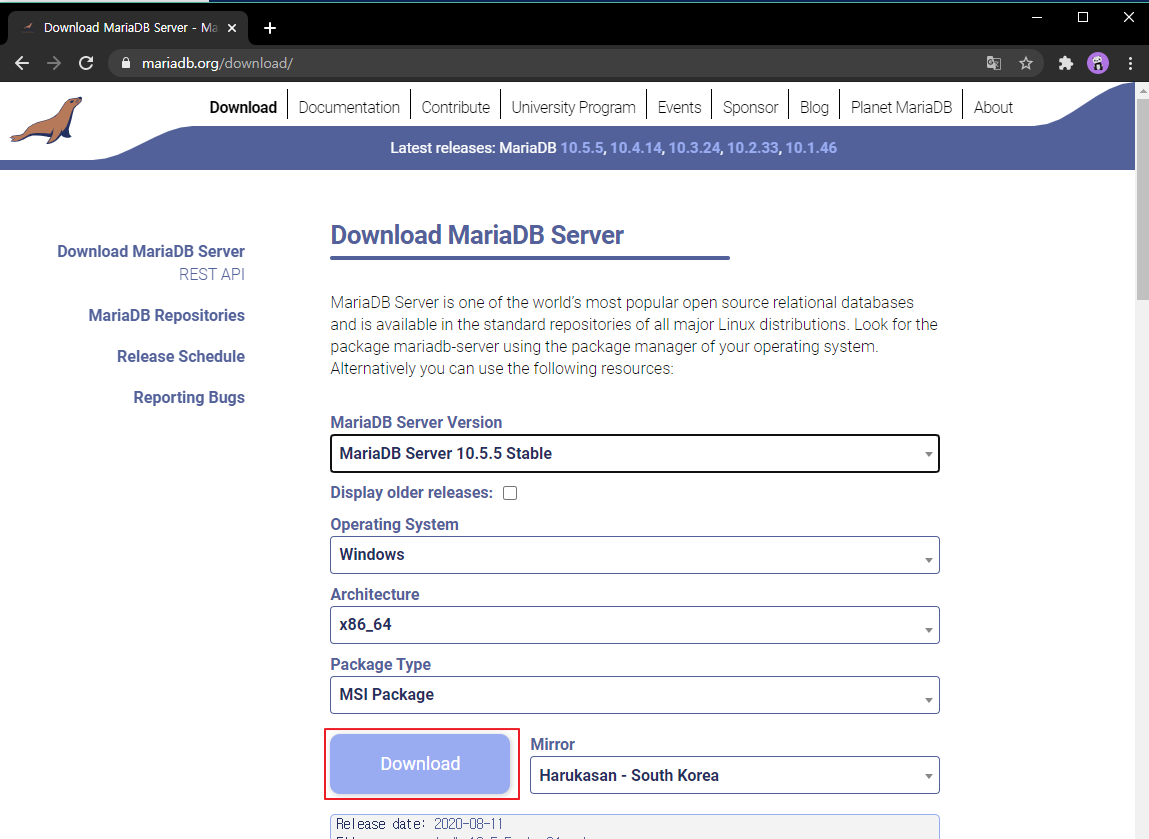 Download MariaDB Server - Ma
mariadb.org/download/
Download Documentation Contribute University Program Events Sponsor Blog Planet MariaDB About
Latest releases: MariaDB 10.5.5, 10.4.14, 10.3.24, 10.2.33, 10.1.46
Download MariaDB Server
REST API
MariaDB Repositories
Release Schedule
Reporting Bugs
Download MariaDB Server
MariaDB Server is one of the world's most popular open source relational databases
and is available in the standard repositories of all major Linux distributions. Look for the
package mariadb-server using the package manager of your operating system.
Alternatively you can use the following resources:
MariaDB Server Version
MariaDB Server 10.5.5 Stable
Display older releases:
Operating System
Windows
Architecture
x86_64
Package Type
MSI Package
Download
Mirror
Harukasan - South Korea
Release date: 2020-08-11